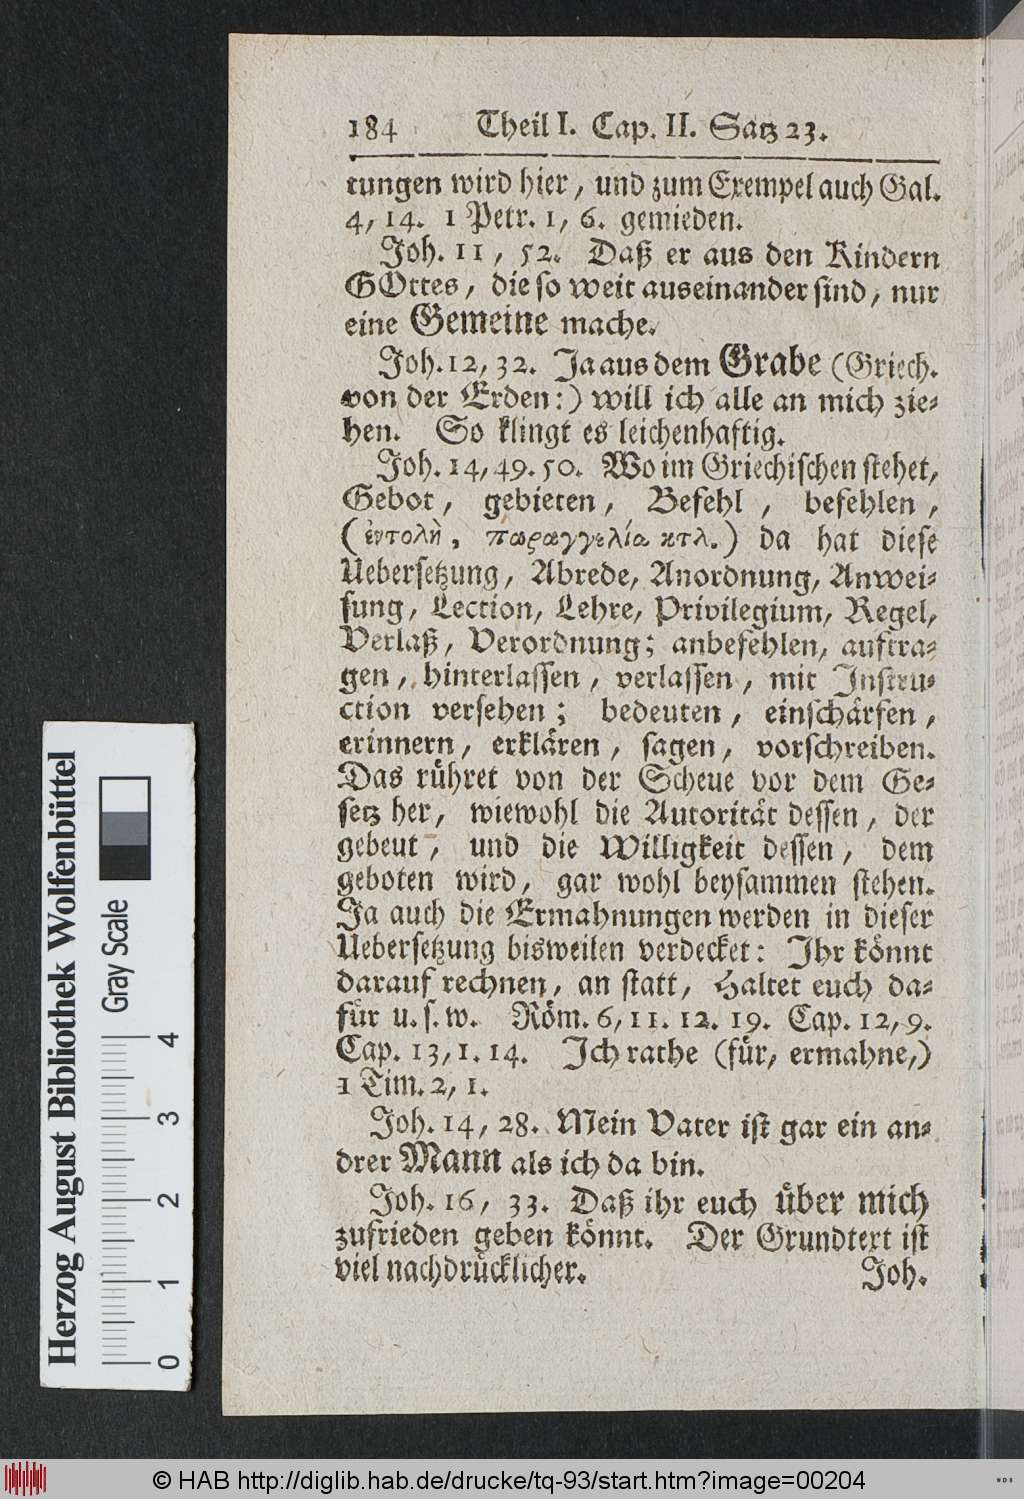 184 Theil I. Cap. II. Satz 23.
tungen wird hier, und zum Exempel auch Gal.
4, 14. 1 Petr. 1, 6. gemieden.
Joh. 11, 52. Daß er aus den Kindern
GOttes, die so weit auseinander sind, nur
eine Gemeine mache.
Joh. 12, 32. Ja aus dem Grabe (Griech.
von der Erden:) will ich alle an mich zie-
hen. So klingt es leichenhaftig.
Joh. 14, 49. 50. Wo im Griechischen stehet,
Gebot, gebieten, Befehl, befehlen,
(ἐντολὴ, παραγγελία κτλ.) da hat diese
Uebersetzung, Abrede, Anordnung, Anwei-
sung, Lection, Lehre, Privilegium, Regel,
Verlaß, Verordnung; anbefehlen, auftra-
gen, hinterlassen, verlassen, mit Instru-
ction versehen; bedeuten, einschärfen,
erinnern, erklären, sagen, vorschreiben.
Das rühret von der Scheue vor dem Ge-
setz her, wiewohl die Autorität dessen, der
gebeut, und die Willigkeit dessen, dem
geboten wird, gar wohl beysammen stehen.
Ja auch die Ermahnungen werden in dieser
Uebersetzung bisweilen verdecket: Ihr könnt
darauf rechnen, an statt, Haltet euch da-
für u. s. w. Röm. 6, 11. 12. 19. Cap. 12, 9.
Cap. 13, 1. 14. Ich rathe (für, ermahne,)
1 Tim. 2, 1.
Joh. 14, 28. Mein Vater ist gar ein an-
drer Mann als ich da bin.
Joh. 16, 33. Daß ihr euch über mich
zufrieden geben könnt. Der Grundtext ist
viel nachdrücklicher. Joh.
Herzog August Bibliothek Wolfenbüttel
Gray Scale
0 1 2 3 4
© HAB http://diglib.hab.de/drucke/tq-93/start.htm?image=00204